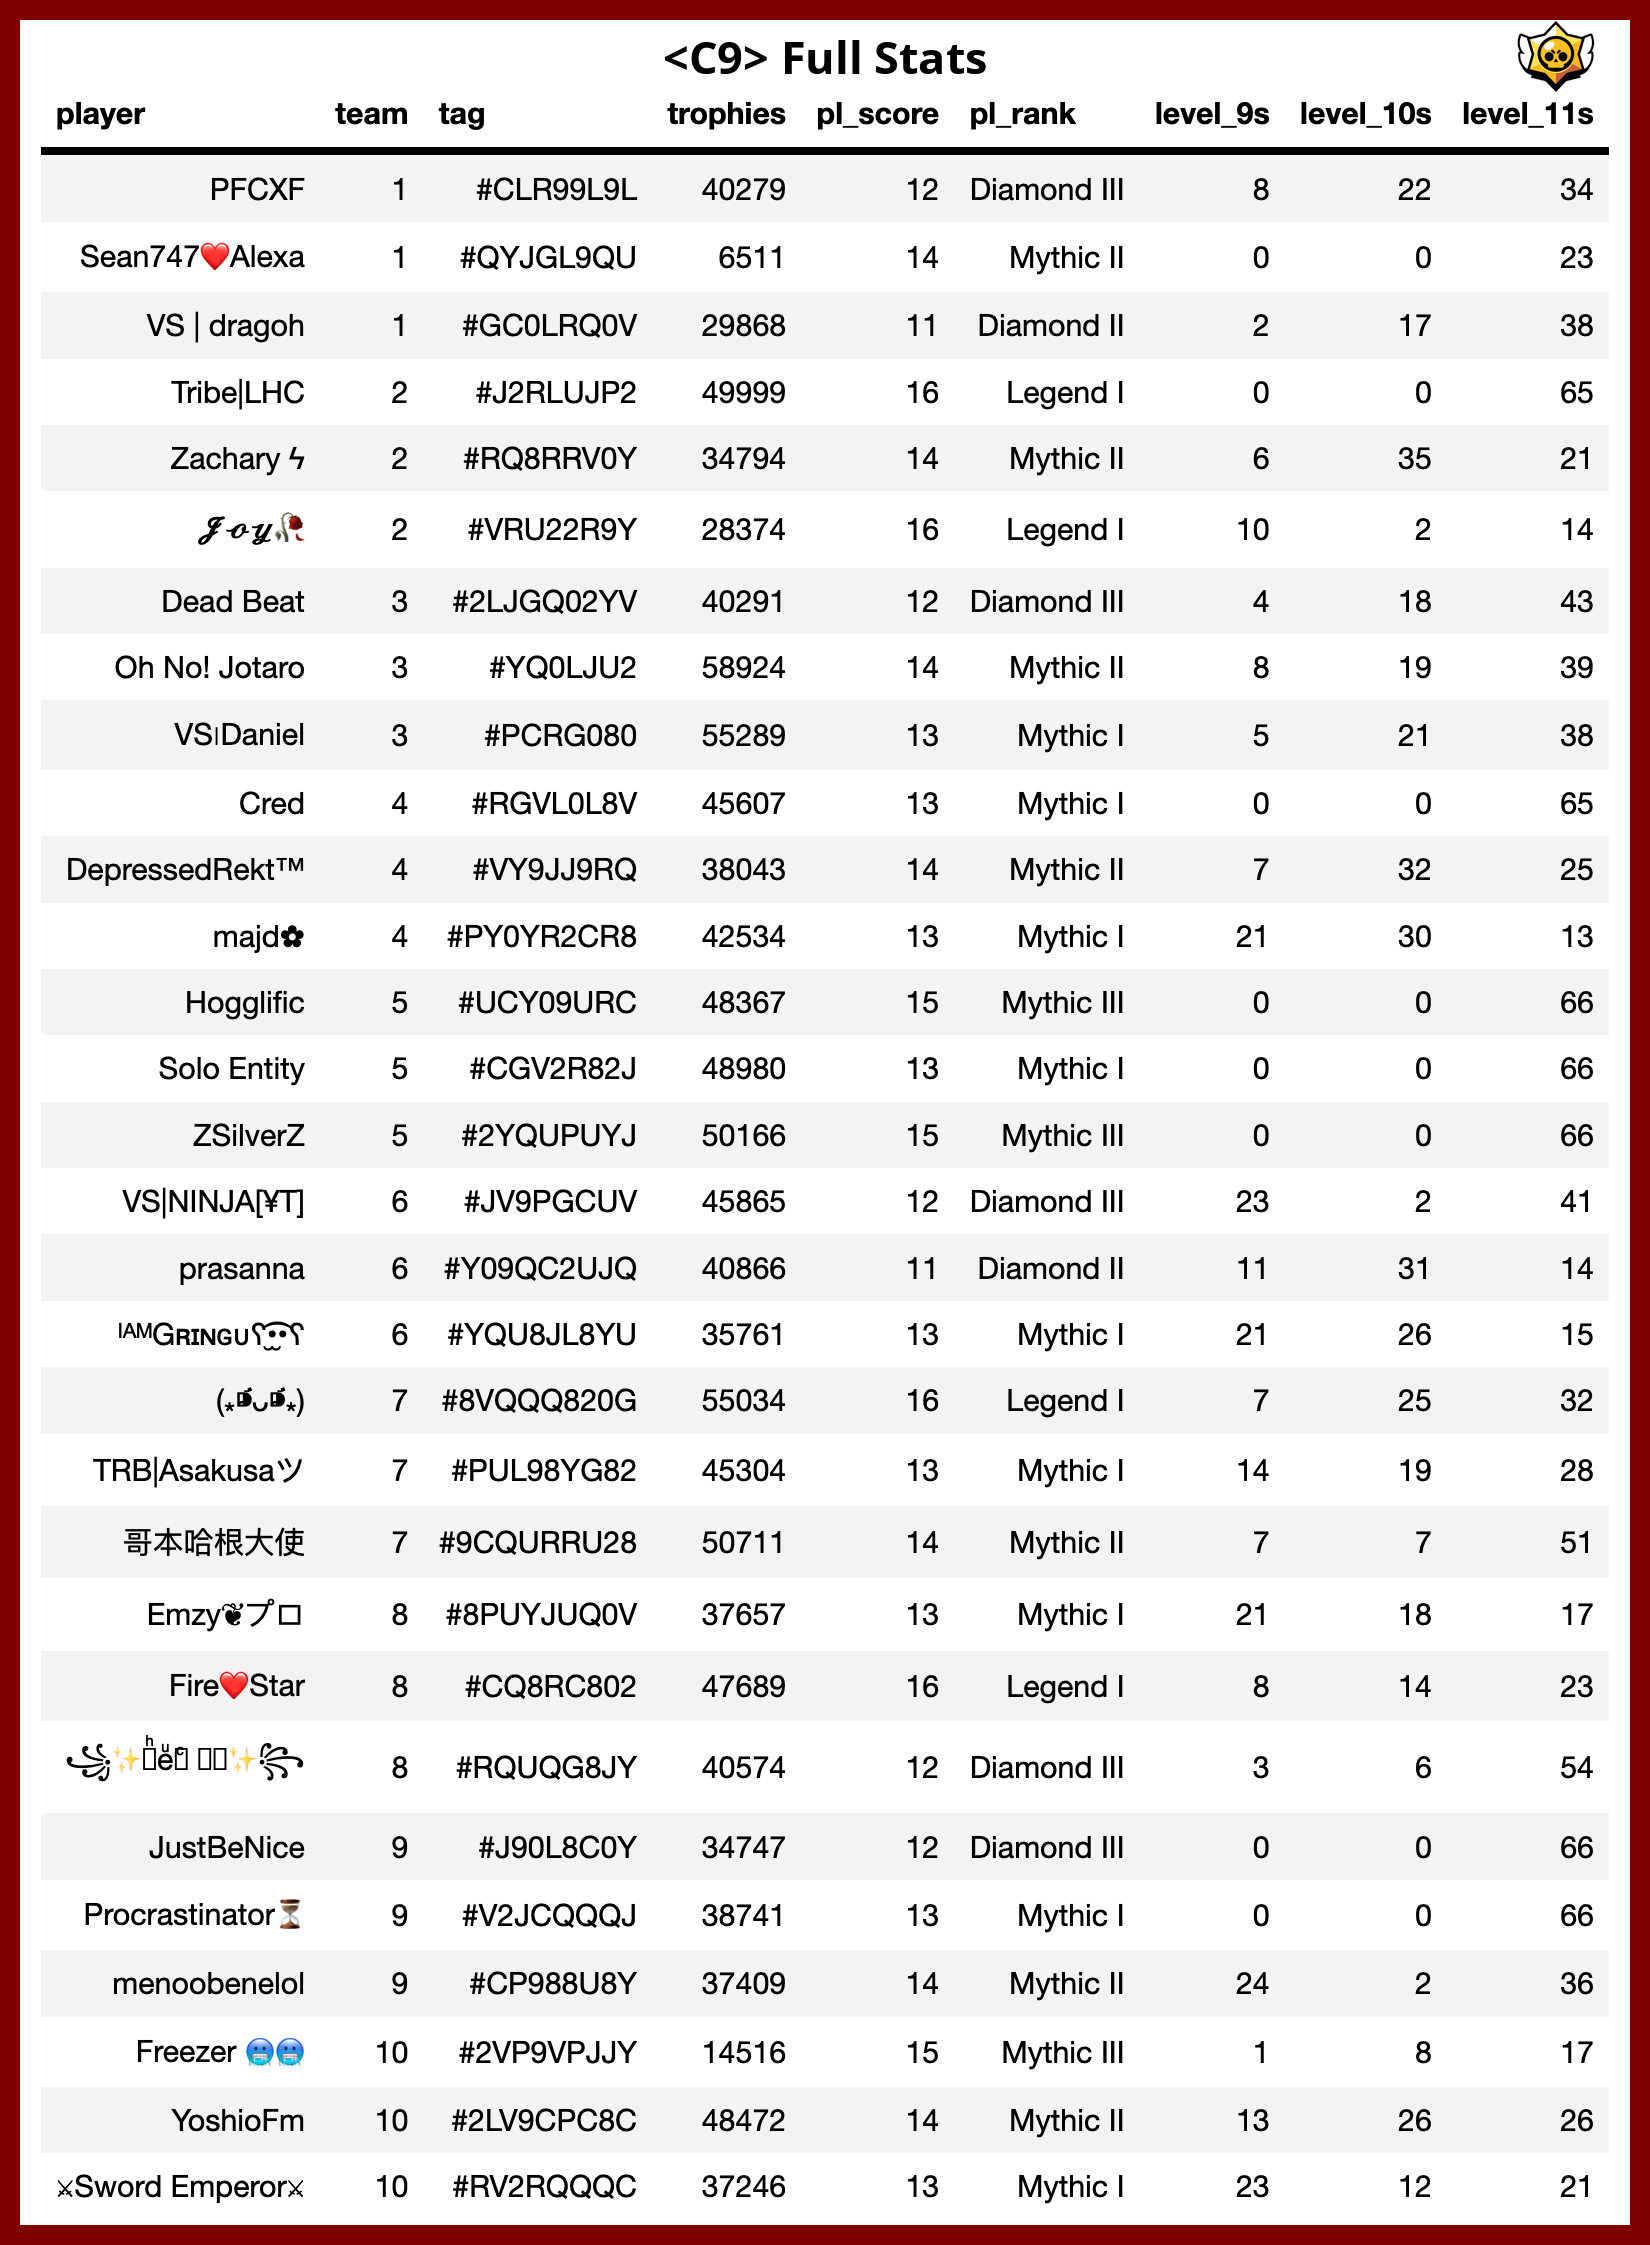 <C9> Full Stats
player team tag trophies pl_score pl_rank level_9s level_10s level_11s
PFCXF 1 #CLR99L9L 40279 12 Diamond III 8 22 34
Sean747❤️Alexa 1 #QYJGL9QU 6511 14 Mythic II 0 0 23
VS | dragoh 1 #GC0LRQ0V 29868 11 Diamond II 2 17 38
Tribe|LHC 2 #J2RLUJP2 49999 16 Legend I 0 0 65
Zachary ϟ 2 #RQ8RRV0Y 34794 14 Mythic II 6 35 21
𝓙𝓸𝔂🥀 2 #VRU22R9Y 28374 16 Legend I 10 2 14
Dead Beat 3 #2LJGQ02YV 40291 12 Diamond III 4 18 43
Oh No! Jotaro 3 #YQ0LJU2 58924 14 Mythic II 8 19 39
VS|Daniel 3 #PCRG080 55289 13 Mythic I 5 21 38
Cred 4 #RGVL0L8V 45607 13 Mythic I 0 0 65
DepressedRekt™ 4 #VY9JJ9RQ 38043 14 Mythic II 7 32 25
majd✿ 4 #PY0YR2CR8 42534 13 Mythic I 21 30 13
Hogglific 5 #UCY09URC 48367 15 Mythic III 0 0 66
Solo Entity 5 #CGV2R82J 48980 13 Mythic I 0 0 66
ZSilverZ 5 #2YQUPUYJ 50166 15 Mythic III 0 0 66
VS|NINJA[¥T] 6 #JV9PGCUV 45865 12 Diamond III 23 2 41
prasanna 6 #Y09QC2UJQ 40866 11 Diamond II 11 31 14
ᴵᴬᴹGʀɪɴɢᴜ 6 #YQU8JL8YU 35761 13 Mythic I 21 26 15
7 #8VQQQ820G 55034 16 Legend I 7 25 32
TRB|Asakusaツ 7 #PUL98YG82 45304 13 Mythic I 14 19 28
哥本哈根大使 7 #9CQURRU28 50711 14 Mythic II 7 7 51
Emzy❦プロ 8 #8PUYJUQ0V 37657 13 Mythic I 21 18 17
Fire❤️Star 8 #CQ8RC802 47689 16 Legend I 8 14 23
8 #RQUQG8JY 40574 12 Diamond III 3 6 54
JustBeNice 9 #J90L8C0Y 34747 12 Diamond III 0 0 66
Procrastinator⏳ 9 #V2JCQQQJ 38741 13 Mythic I 0 0 66
menoobenelol 9 #CP988U8Y 37409 14 Mythic II 24 2 36
Freezer 🥶🥶 10 #2VP9VPJJY 14516 15 Mythic III 1 8 17
YoshioFm 10 #2LV9CPC8C 48472 14 Mythic II 13 26 26
⚔Sword Emperor⚔ 10 #RV2RQQQC 37246 13 Mythic I 23 12 21